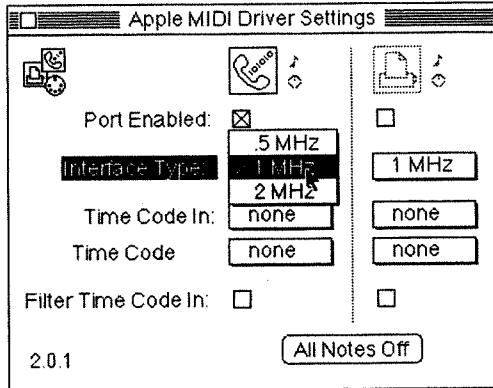 Apple MIDI Driver Settings
Port Enabled:
.5 MHz
Interface Type: 1 MHz 1 MHz
2 MHz
Time Code In: none none
Time Code none none
Filter Time Code In:
2.0.1 All Notes Off